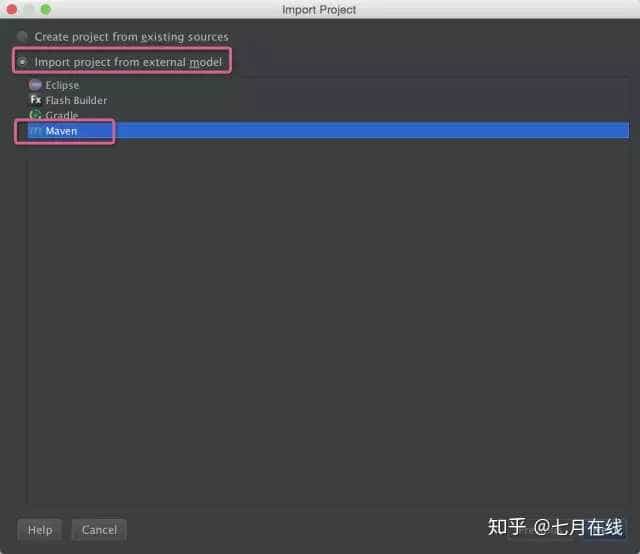 Import Project
Create project from existing sources
Import project from external model
Eclipse
Fx Flash Builder
Gradle
m Maven
Help
Cancel
知乎 @七月在线